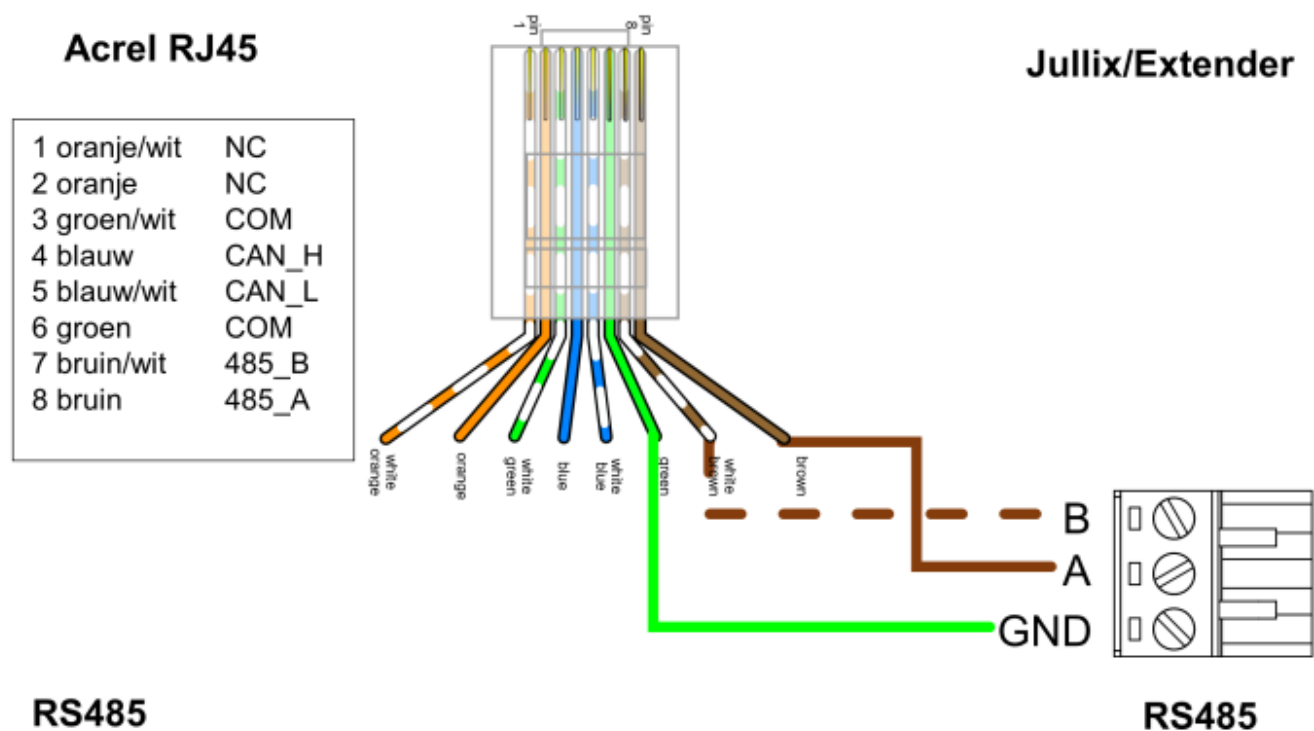 Acrel RJ45
pin
1
pin
8
Jullix/Extender
1 oranje/wit NC
2 oranje NC
3 groen/wit COM
4 blauw CAN_H
5 blauw/wit CAN_L
6 groen COM
7 bruin/wit 485_B
8 bruin 485_A
white
orange
orange
white
green
blue
white
blue
green
white
brown
brown
B
A
GND
RS485
RS485